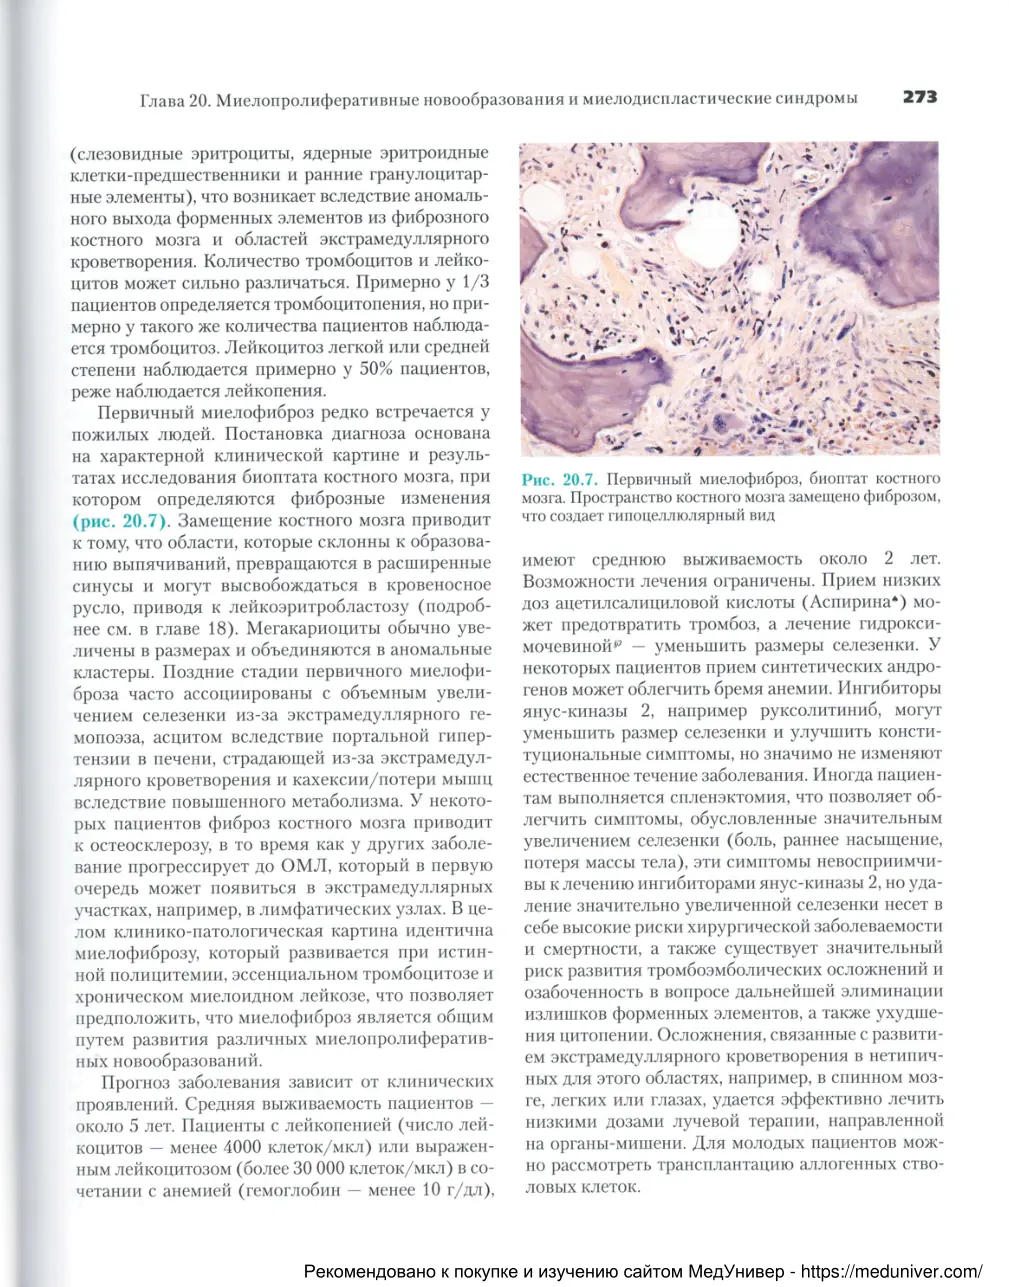 Глава 20. Миелопролиферативные новообразования и миелодиспластические синдромы 273
(слезовидные эритроциты, ядерные эритроидные
клетки-предшественники и ранние гранулоцитар-
ные элементы), что возникает вследствие аномаль-
ного выхода форменных элементов из фиброзного
костного мозга и областей экстрамедуллярного
кроветворения. Количество тромбоцитов и лейко-
цитов может сильно различаться. Примерно у 1/3
пациентов определяется тромбоцитопения, но при-
мерно у такого же количества пациентов наблюда-
ется тромбоцитоз. Лейкоцитоз легкой или средней
степени наблюдается примерно у 50% пациентов,
реже наблюдается лейкопения.
Первичный миелофиброз редко встречается у
пожилых людей. Постановка диагноза основана
на характерной клинической картине и резуль-
татах исследования биоптата костного мозга, при
котором определяются фиброзные изменения
(рис. 20.7). Замещение костного мозга приводит
к тому, что области, которые склонны к образова-
нию выпячиваний, превращаются в расширенные
синусы и могут высвобождаться в кровеносное
русло, приводя к лейкоэритробластозу (подроб-
нее см. в главе 18). Мегакариоциты обычно уве-
личены в размерах и объединяются в аномальные
кластеры. Поздние стадии первичного миелофи-
броза часто ассоциированы с объемным увели-
чением селезенки из-за экстрамедуллярного ге-
мопоэза, асцитом вследствие портальной гипер-
тензии в печени, страдающей из-за экстрамедул-
лярного кроветворения и кахексии/потери мышц
вследствие повышенного метаболизма. У некото-
рых пациентов фиброз костного мозга приводит
к остеосклерозу, в то время как у других заболе-
вание прогрессирует до ОМЛ, который в первую
очередь может появиться в экстрамедуллярных
участках, например, в лимфатических узлах. В це-
лом клинико-патологическая картина идентична
миелофиброзу, который развивается при истин-
ной полицитемии, эссенциальном тромбоцитозе и
хроническом миелоидном лейкозе, что позволяет
предположить, что миелофиброз является общим
путем развития различных миелопролифератив-
ных новообразований.
Прогноз заболевания зависит от клинических
проявлений. Средняя выживаемость пациентов —
около 5 лет. Пациенты с лейкопенией (число лей-
коцитов — менее 4000 клеток/мкл) или выражен-
ным лейкоцитозом (более 30 000 клеток/мкл) в со-
четании с анемией (гемоглобин — менее 10 г/дл),
Рис. 20.7. Первичный миелофиброз, биоптат костного
мозга. Пространство костного мозга замещено фиброзом,
что создает гипоцеллюлярный вид
имеют среднюю выживаемость около 2 лет.
Возможности лечения ограничены. Прием низких
доз ацетилсалициловой кислоты (Аспирина♠) мо-
жет предотвратить тромбоз, а лечение гидрокси-
мочевиной℘ — уменьшить размеры селезенки. У
некоторых пациентов прием синтетических андро-
генов может облегчить бремя анемии. Ингибиторы
янус-киназы 2, например руксолитиниб, могут
уменьшить размер селезенки и улучшить консти-
туциональные симптомы, но значимо не изменяют
естественное течение заболевания. Иногда пациен-
там выполняется спленэктомия, что позволяет об-
легчить симптомы, обусловленные значительным
увеличением селезенки (боль, раннее насыщение,
потеря массы тела), эти симптомы невосприимчи-
вы к лечению ингибиторами янус-киназы 2, но уда-
ление значительно увеличенной селезенки несет в
себе высокие риски хирургической заболеваемости
и смертности, а также существует значительный
риск развития тромбоэмболических осложнений и
озабоченность в вопросе дальнейшей элиминации
излишков форменных элементов, а также ухудше-
ния цитопении. Осложнения, связанные с развити-
ем экстрамедуллярного кроветворения в нетипич-
ных для этого областях, например, в спинном моз-
ге, легких или глазах, удается эффективно лечить
низкими дозами лучевой терапии, направленной
на органы-мишени. Для молодых пациентов мож-
но рассмотреть трансплантацию аллогенных ство-
ловых клеток.
Рекомендовано к покупке и изучению сайтом МедУнивер - https://meduniver.com/